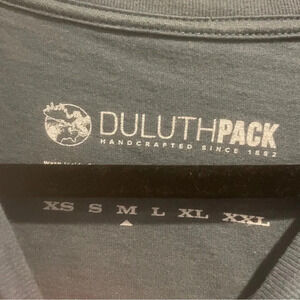 DULUTHPACK
HANDCRAFTED SINCE 1882
XS S M L XL XXL